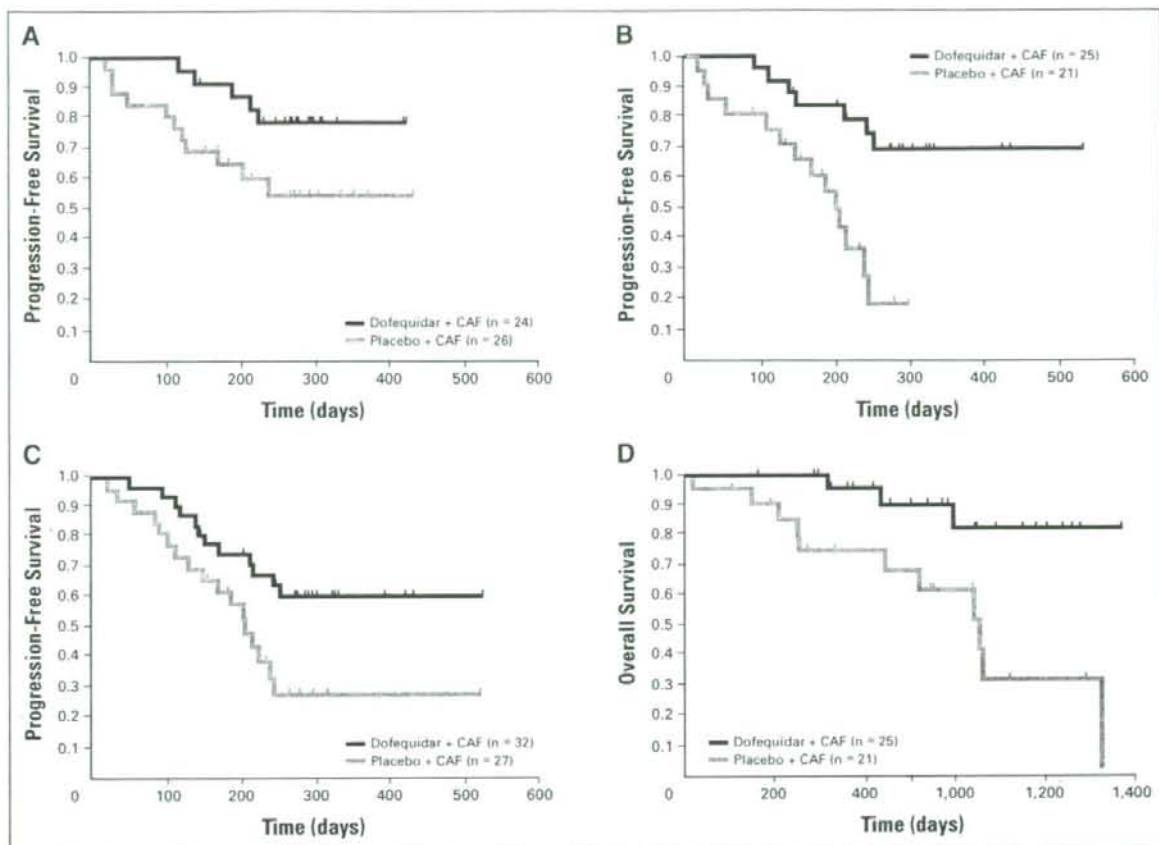 A
1.0
0.9
0.8
0.7
0.6
0.5
0.4
0.3
0.2
0.1
Progression-Free Survival
Dofequidar + CAF (n = 24)
Placebo + CAF (n = 26)
0 100 200 300 400 500 600
Time (days)
B
1.0
0.9
0.8
0.7
0.6
0.5
0.4
0.3
0.2
0.1
Progression-Free Survival
Dofequidar + CAF (n = 25)
Placebo + CAF (n = 21)
0 100 200 300 400 500 600
Time (days)
C
1.0
0.9
0.8
0.7
0.6
0.5
0.4
0.3
0.2
0.1
Progression-Free Survival
Dofequidar + CAF (n = 32)
Placebo + CAF (n = 27)
0 100 200 300 400 500 600
Time (days)
D
1.0
0.9
0.8
0.7
0.6
0.5
0.4
0.3
0.2
0.1
Overall Survival
Dofequidar + CAF (n = 25)
Placebo + CAF (n = 21)
0 200 400 1,000 1,200 1,400
Time (days)